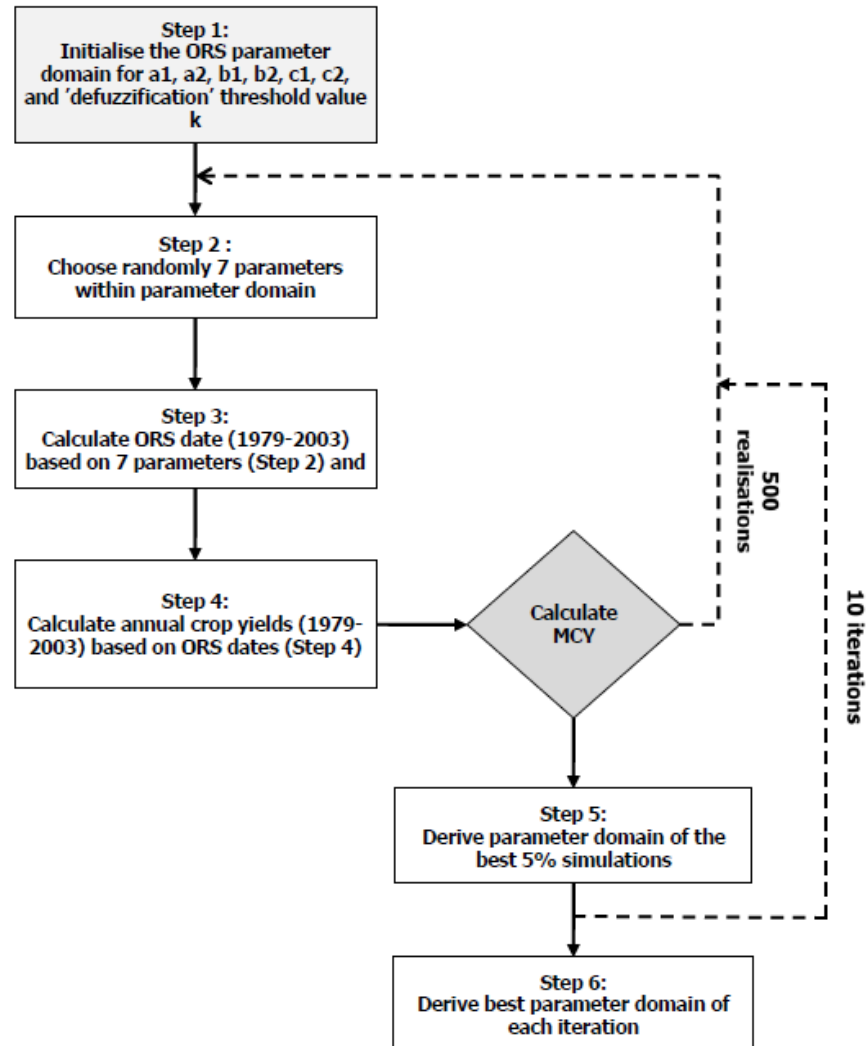 Step 1:
Initialise the ORS parameter
domain for a1, a2, b1, b2, c1, c2,
and ’defuzzification’ threshold value
k
Step 2 :
Choose randomly 7 parameters
within parameter domain
Step 3:
Calculate ORS date (1979-2003)
based on 7 parameters (Step 2) and
Step 4:
Calculate annual crop yields (1979-
2003) based on ORS dates (Step 4)
Calculate
MCY
500
realisations
10 iterations
Step 5:
Derive parameter domain of the
best 5% simulations
Step 6:
Derive best parameter domain of
each iteration